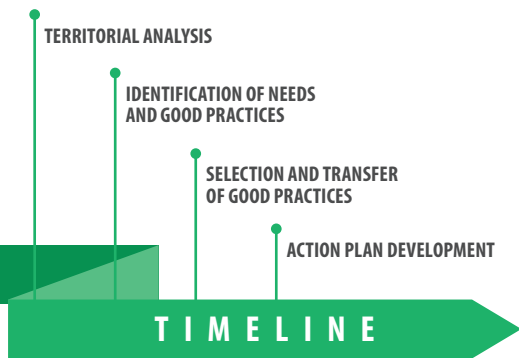 TERRITORIAL ANALYSIS
IDENTIFICATION OF NEEDS
AND GOOD PRACTICES
SELECTION AND TRANSFER
OF GOOD PRACTICES
ACTION PLAN DEVELOPMENT
TIMELINE